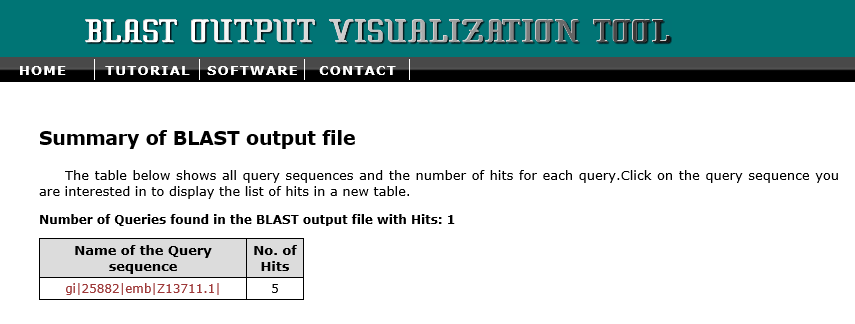 BLAST OUTPUT VISUALIZATION TOOL
HOME TUTORIAL SOFTWARE CONTACT
Summary of BLAST output file
The table below shows all query sequences and the number of hits for each query.Click on the query sequence you
are interested in to display the list of hits in a new table.
Number of Queries found in the BLAST output file with Hits: 1
Name of the Query No. of
sequence Hits
gi|25882|emb|Z13711.1| 5